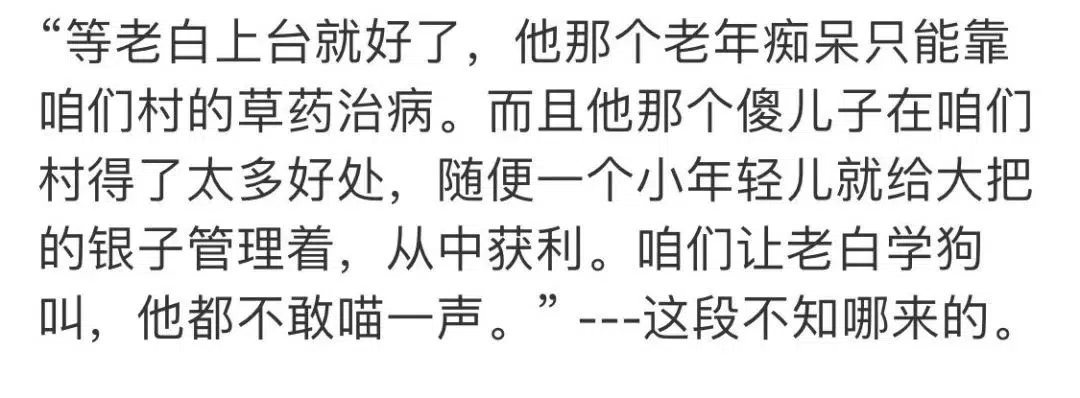 “等老白上台就好了，他那个老年痴呆只能靠
咱们村的草药治病。而且他那个傻儿子在咱们
村得了太多好处，随便一个小年轻儿就给大把
的银子管理着，从中获利。咱们让老白学狗
叫，他都不敢喵一声。”---这段不知哪来的。